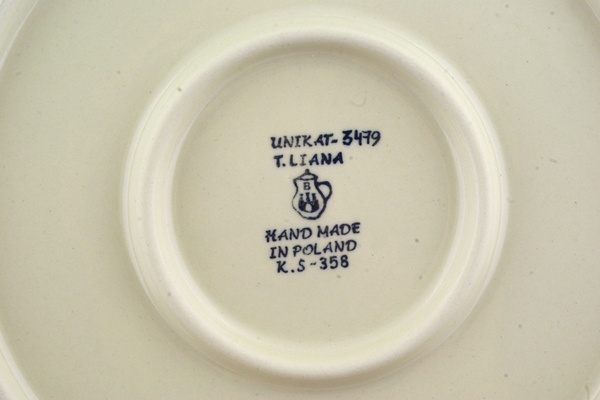 UNIKAT-3479
T.LIANA
B
HAND MADE
IN POLAND
K.S-358